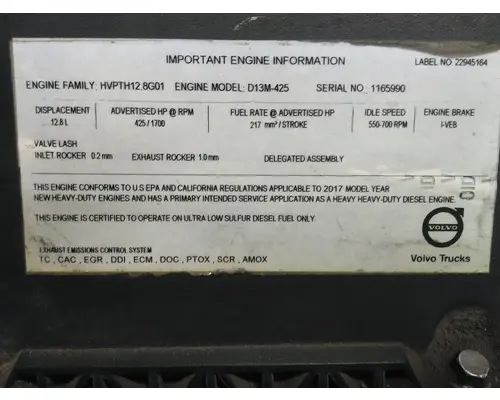 IMPORTANT ENGINE INFORMATION LABEL NO 22945164
ENGINE FAMILY: HVPTH12.8G01 ENGINE MODEL: D13M-425 SERIAL NO 1165990
DISPLACEMENT ADVERTISED HP @ RPM FUEL RATE @ ADVERTISED HP IDLE SPEED ENGINE BRAKE
12.8 L 425 / 1700 217 mm³ / STROKE 550-700 RPM I-VEB
VALVE LASH
INLET ROCKER 0.2 mm EXHAUST ROCKER 1.0 mm DELEGATED ASSEMBLY
THIS ENGINE CONFORMS TO U.S EPA AND CALIFORNIA REGULATIONS APPLICABLE TO 2017 MODEL YEAR
NEW HEAVY-DUTY ENGINES AND HAS A PRIMARY INTENDED SERVICE APPLICATION AS A HEAVY HEAVY-DUTY DIESEL ENGINE.
THIS ENGINE IS CERTIFIED TO OPERATE ON ULTRA LOW SULFUR DIESEL FUEL ONLY.
VOLVO
EXHAUST EMISSIONS CONTROL SYSTEM
TC , CAC , EGR , DDI , ECM , DOC , PTOX , SCR , AMOX
Volvo Trucks